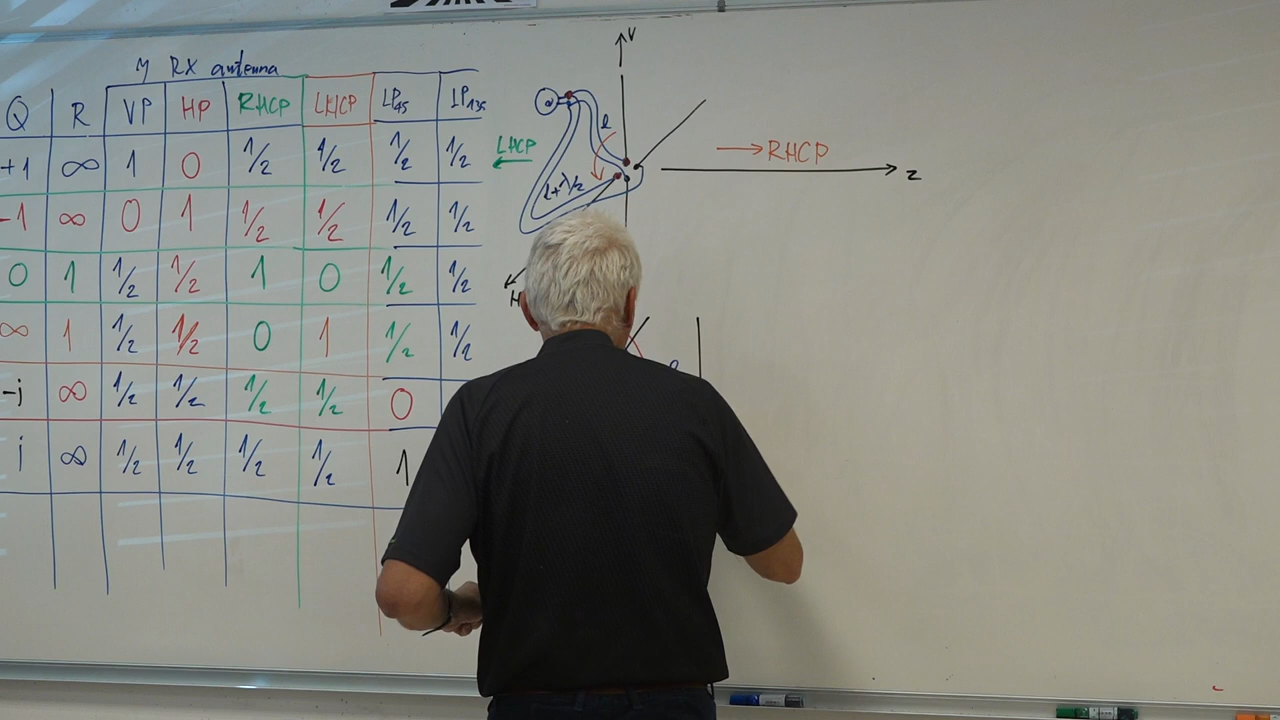 η RX antenna
Q R VP HP RHCP LHCP LP45 LP135
+1 ∞ 1 0 1/2 1/2 1/2 1/2
-1 ∞ 0 1 1/2 1/2 1/2 1/2
0 1 1/2 1/2 1 0 1/2 1/2
∞ 1 1/2 1/2 0 1 1/2 1/2
-j ∞ 1/2 1/2 1/2 1/2 0
j ∞ 1/2 1/2 1/2 1/2 1
V
l
LHCP
RHCP
z
l+λ/2
H